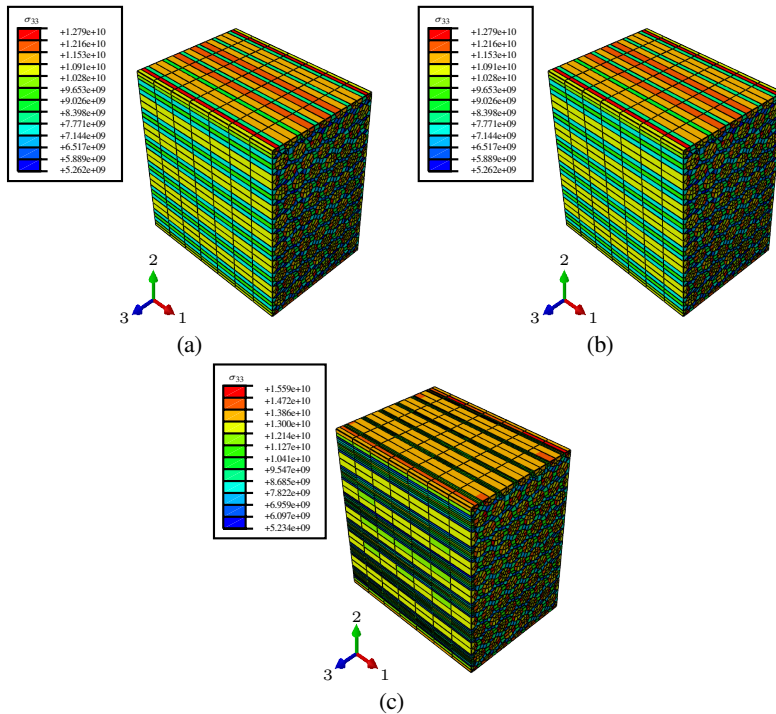 σ33
+1.279e+10
+1.216e+10
+1.153e+10
+1.091e+10
+1.028e+10
+9.653e+09
+9.026e+09
+8.398e+09
+7.771e+09
+7.144e+09
+6.517e+09
+5.889e+09
+5.262e+09
2
3
1
(a)
σ33
+1.279e+10
+1.216e+10
+1.153e+10
+1.091e+10
+1.028e+10
+9.653e+09
+9.026e+09
+8.398e+09
+7.771e+09
+7.144e+09
+6.517e+09
+5.889e+09
+5.262e+09
2
3
1
(b)
σ33
+1.559e+10
+1.472e+10
+1.386e+10
+1.300e+10
+1.214e+10
+1.127e+10
+1.041e+10
+9.547e+09
+8.685e+09
+7.822e+09
+6.959e+09
+6.097e+09
+5.234e+09
2
3
1
(c)